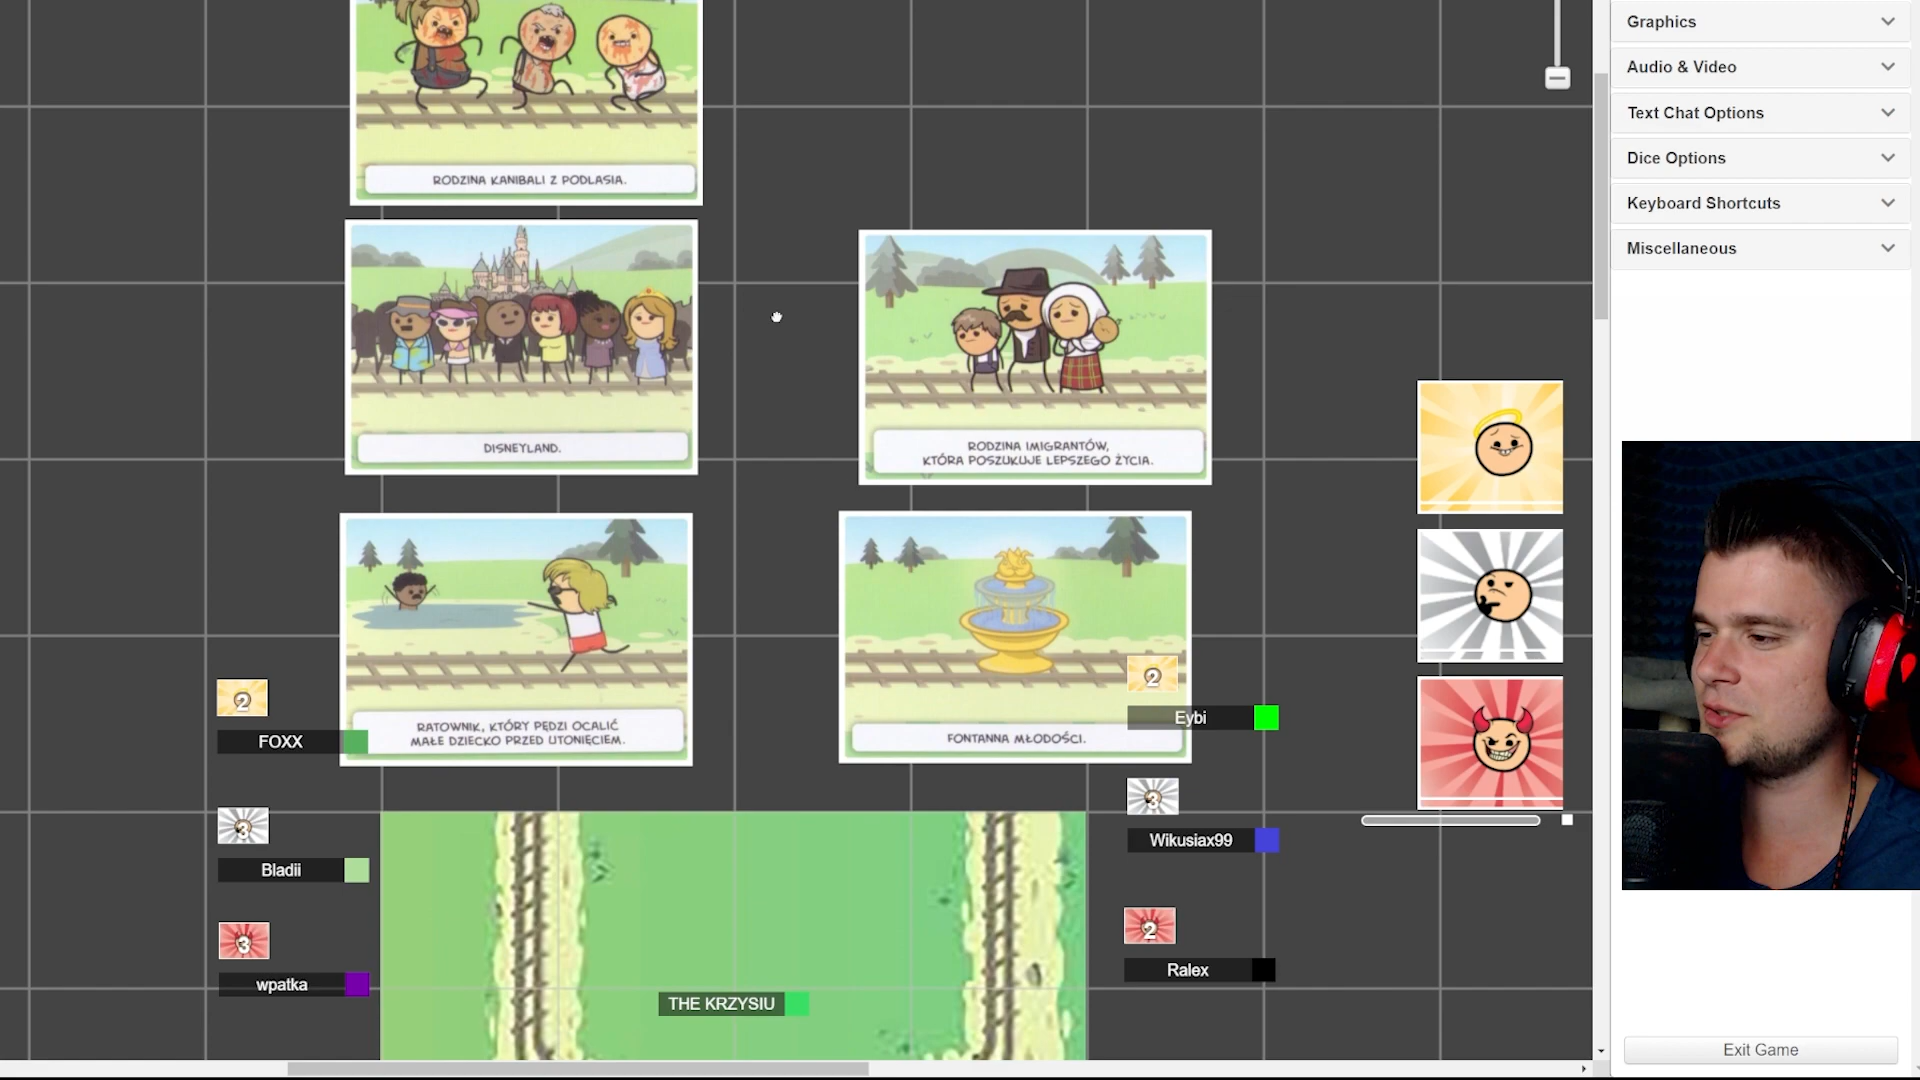 Graphics
Audio & Video
Text Chat Options
Dice Options
Keyboard Shortcuts
Miscellaneous
RODZINA KANIBALI Z PODLASIA.
DISNEYLAND.
RODZINA IMIGRANTÓW,
KTÓRA POSZUKUJE LEPSZEGO ŻYCIA.
RATOWNIK, KTÓRY PĘDZI OCALIĆ
MAŁE DZIECKO PRZED UTONIĘCIEM.
FONTANNA MŁODOŚCI.
2
FOXX
2
Eybi
3
Bladii
3
Wikusiax99
3
wpatka
2
Ralex
THE KRZYSIU
Exit Game